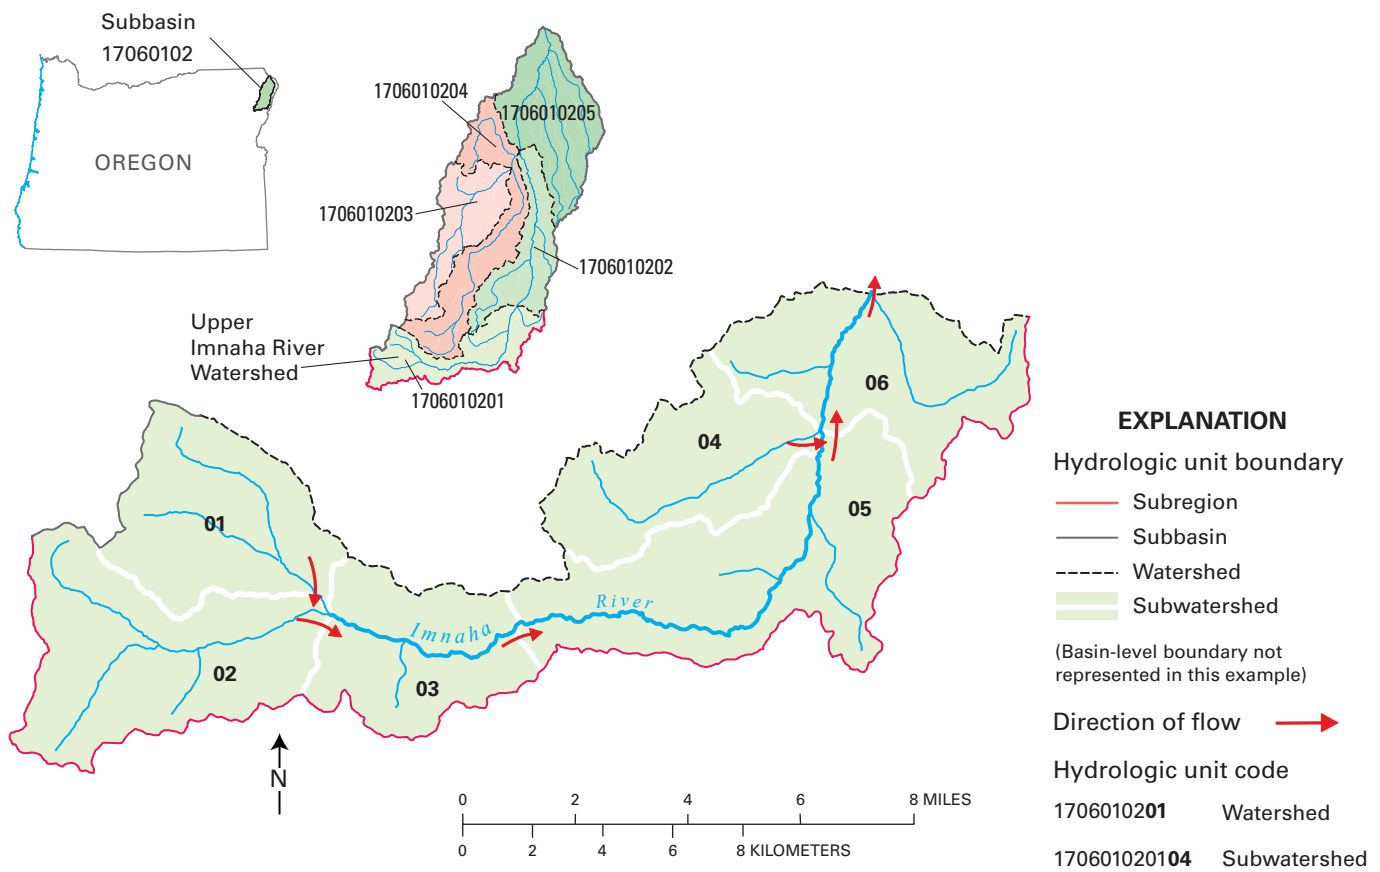 Subbasin
17060102
OREGON
1706010204
1706010205
1706010203
1706010202
Upper
Imnaha River
Watershed
1706010201
01
02
03
04
05
06
Imnaha River
N
0 2 4 6 8 MILES
0 2 4 6 8 KILOMETERS
EXPLANATION
Hydrologic unit boundary
Subregion
Subbasin
Watershed
Subwatershed
(Basin-level boundary not
represented in this example)
Direction of flow
Hydrologic unit code
1706010201 Watershed
170601020104 Subwatershed